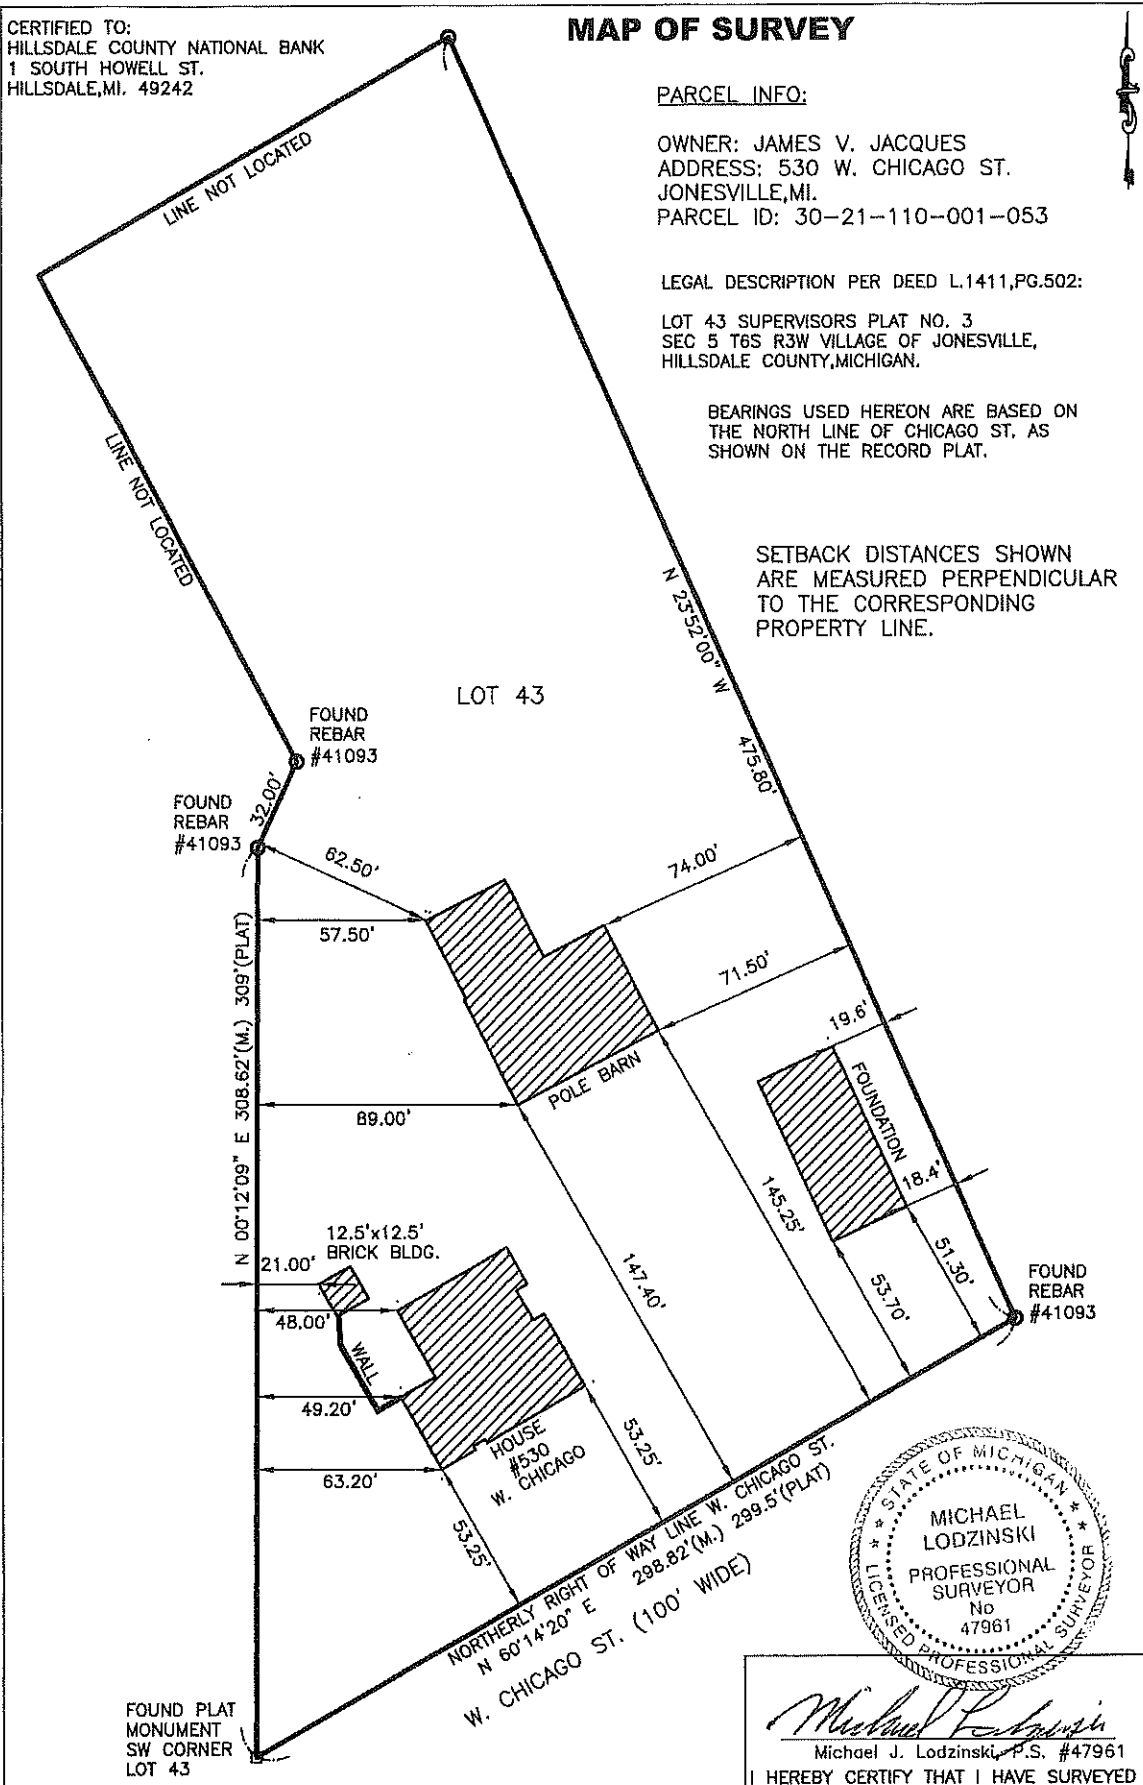 CERTIFIED TO:
HILLSDALE COUNTY NATIONAL BANK
1 SOUTH HOWELL ST.
HILLSDALE,MI. 49242
MAP OF SURVEY
PARCEL INFO:
OWNER: JAMES V. JACQUES
ADDRESS: 530 W. CHICAGO ST.
JONESVILLE,MI.
PARCEL ID: 30-21-110-001-053
LEGAL DESCRIPTION PER DEED L.1411,PG.502:
LOT 43 SUPERVISORS PLAT NO. 3
SEC 5 T6S R3W VILLAGE OF JONESVILLE,
HILLSDALE COUNTY,MICHIGAN.
BEARINGS USED HEREON ARE BASED ON
THE NORTH LINE OF CHICAGO ST. AS
SHOWN ON THE RECORD PLAT.
SETBACK DISTANCES SHOWN
ARE MEASURED PERPENDICULAR
TO THE CORRESPONDING
PROPERTY LINE.
LINE NOT LOCATED
LINE NOT LOCATED
N 23°52'00" W
475.80'
LOT 43
FOUND
REBAR
#41093
32.00'
FOUND
REBAR
#41093
62.50'
57.50'
74.00'
71.50'
19.6'
N 00°12'09" E 308.62'(M.) 309'(PLAT)
POLE BARN
89.00'
FOUNDATION
18.4'
145.25'
147.40'
53.70'
51.30'
FOUND
REBAR
#41093
12.5'x12.5'
BRICK BLDG.
21.00'
48.00'
WALL
49.20'
63.20'
HOUSE
#530
W. CHICAGO
53.25'
53.25'
NORTHERLY RIGHT OF WAY LINE W. CHICAGO ST.
N 60°14'20" E 298.82'(M.) 299.5'(PLAT)
W. CHICAGO ST. (100' WIDE)
FOUND PLAT
MONUMENT
SW CORNER
LOT 43
* * STATE OF MICHIGAN * *
MICHAEL
LODZINSKI
PROFESSIONAL
SURVEYOR
No
47961
LICENSED PROFESSIONAL SURVEYOR
Michael Lodzinski
Michael J. Lodzinski, P.S. #47961
I HEREBY CERTIFY THAT I HAVE SURVEYED